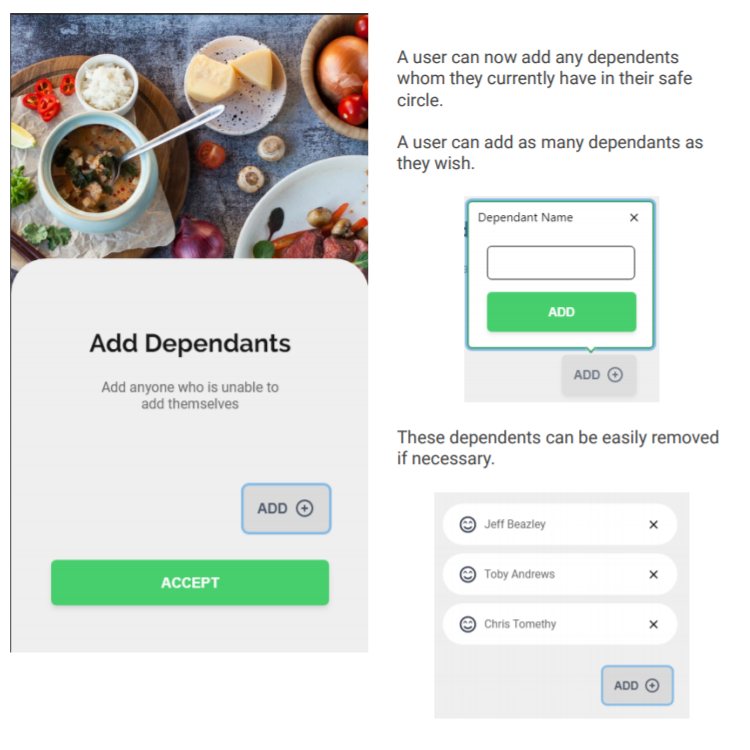 Add Dependants
Add anyone who is unable to
add themselves
ADD
ACCEPT
A user can now add any dependents
whom they currently have in their safe
circle.
A user can add as many dependants as
they wish.
Dependant Name
ADD
ADD
These dependents can be easily removed
if necessary.
Jeff Beazley
Toby Andrews
Chris Tomethy
ADD